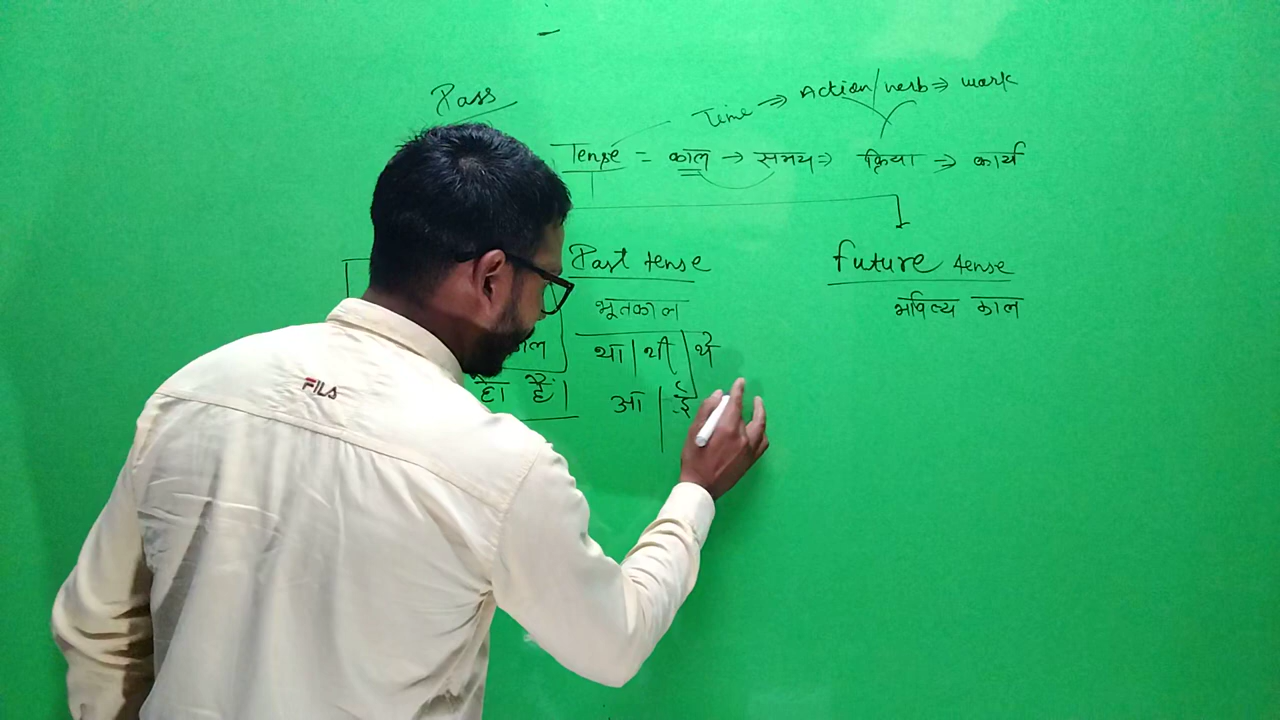 Pass
Time ⇒ Action/verb ⇒ work
Tense = काल → समय ⇒ क्रिया ⇒ कार्य
Past tense
future tense
भूतकाल
भविष्य काल
था | थी | थे
हो हैं |
आ | ई
FILA